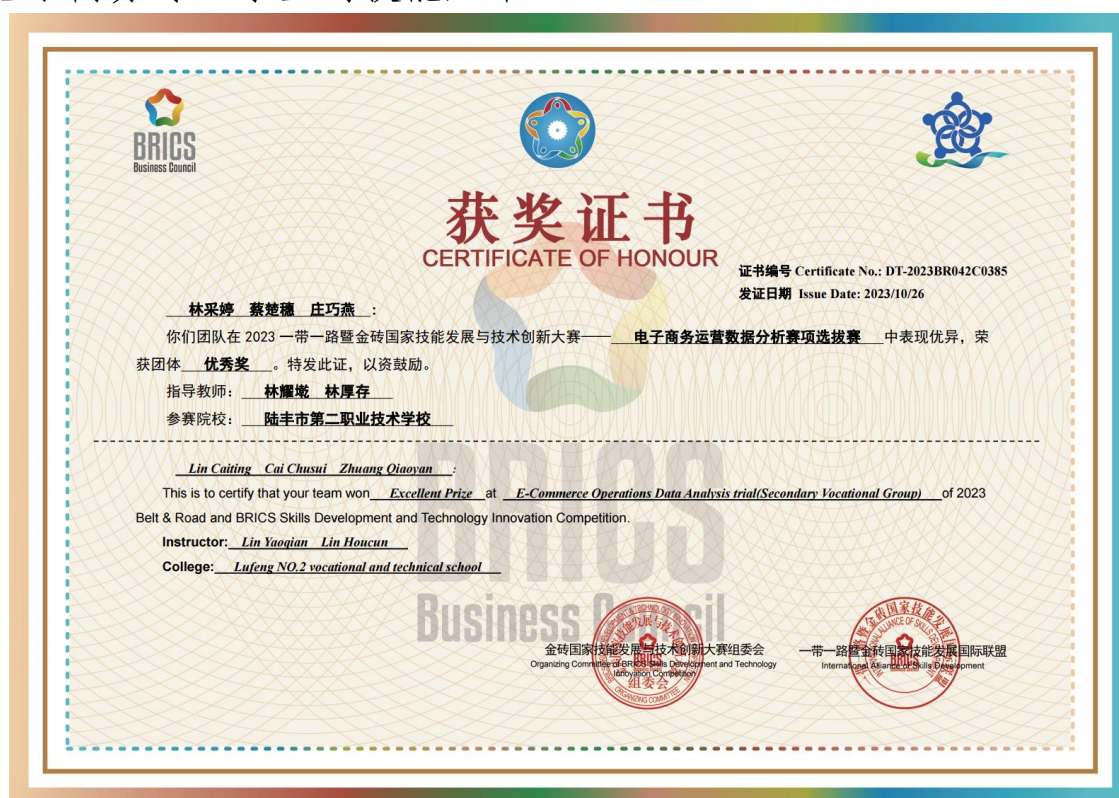 BRICS
Business Council
获奖证书
CERTIFICATE OF HONOUR
证书编号 Certificate No.: DT-2023BR042C0385
发证日期 Issue Date: 2023/10/26
林采婷 蔡楚穗 庄巧燕 :
你们团队在 2023 一带一路暨金砖国家技能发展与技术创新大赛—— 电子商务运营数据分析赛项选拔赛 中表现优异，荣
获团体 优秀奖 。特发此证，以资鼓励。
指导教师： 林耀墘 林厚存
参赛院校： 陆丰市第二职业技术学校
Lin Caiting Cai Chusui Zhuang Qiaoyan :
This is to certify that your team won Excellent Prize at E-Commerce Operations Data Analysis trial(Secondary Vocational Group) of 2023
Belt & Road and BRICS Skills Development and Technology Innovation Competition.
Instructor: Lin Yaoqian Lin Houcun
College: Lufeng NO.2 vocational and technical school
BRICS
Business Council
金砖国家技能发展与技术创新大赛组委会
Organizing Committee of BRICS Skills Development and Technology
Innovation Competition
组委会
ORGANIZING COMMITTEE
一带一路暨金砖国家技能发展国际联盟
International Alliance of Skills Development